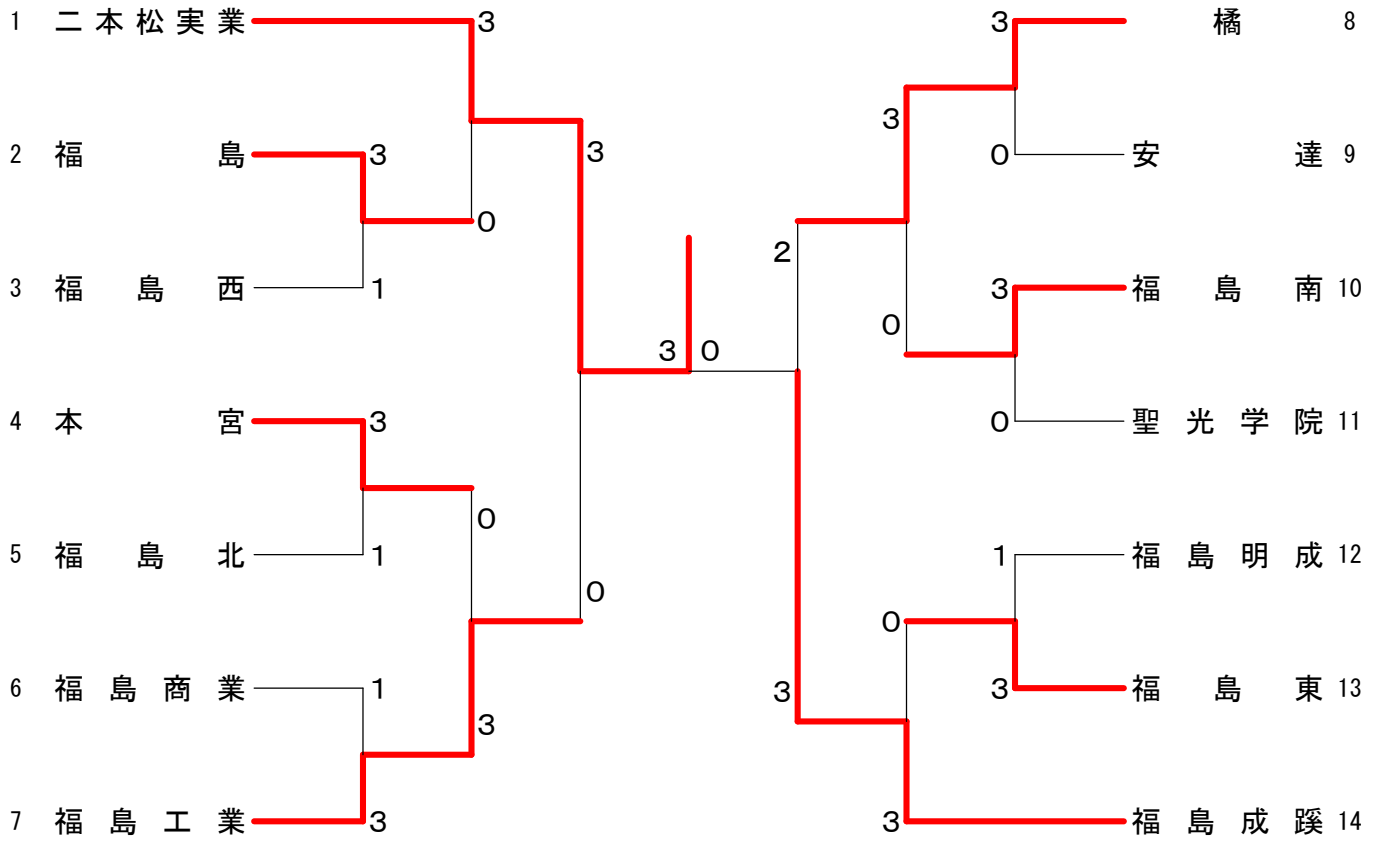 1 二本松実業 3 3 橘 8
3
2 福島 3 3 0 安達 9
0 2
3 福島西 1 3 福島南 10
0
3 0
4 本宮 3 0 聖光学院 11
0
5 福島北 1 1 福島明成 12
0
0
6 福島商業 1 3 3 福島東 13
3
7 福島工業 3 3 福島成蹊 14